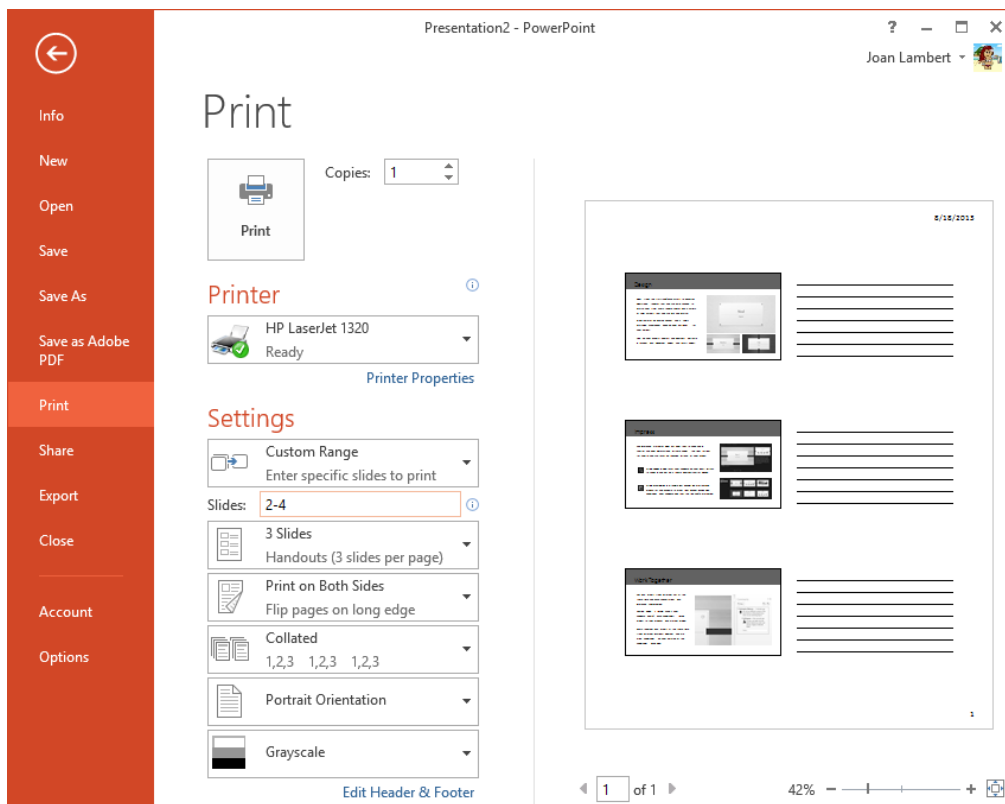 Presentation2 - PowerPoint
?
Joan Lambert
Info
New
Open
Save
Save As
Save as Adobe
PDF
Print
Share
Export
Close
Account
Options
Print
Print
Copies:
1
Printer
HP LaserJet 1320
Ready
Printer Properties
Settings
Custom Range
Enter specific slides to print
Slides:
2-4
3 Slides
Handouts (3 slides per page)
Print on Both Sides
Flip pages on long edge
Collated
1,2,3 1,2,3 1,2,3
Portrait Orientation
Grayscale
Edit Header & Footer
8/18/2015
Design
Impress
Work Together
1
1 of 1
42%